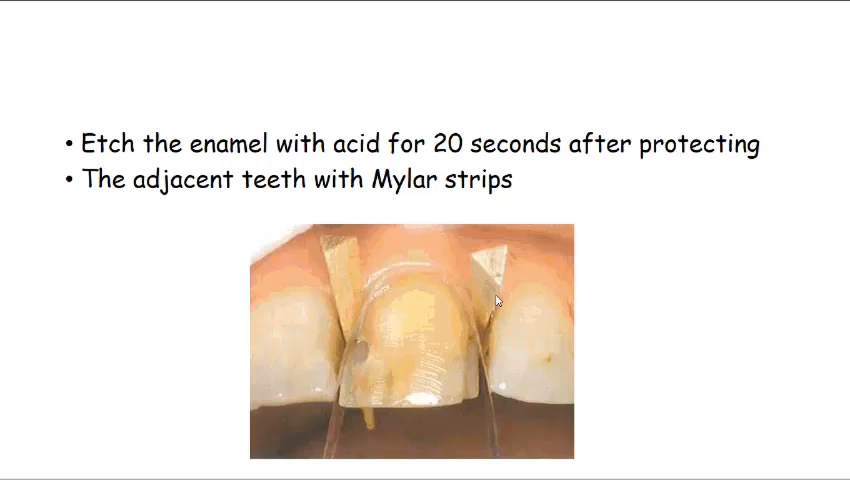 • Etch the enamel with acid for 20 seconds after protecting
• The adjacent teeth with Mylar strips